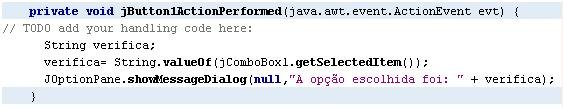 private void jButton1ActionPerformed(java.awt.event.ActionEvent evt) {
// TODO add your handling code here:
String verifica;
verifica= String.valueOf(jComboBox1.getSelectedItem());
JOptionPane.showMessageDialog(null,"A opção escolhida foi: " + verifica);
}